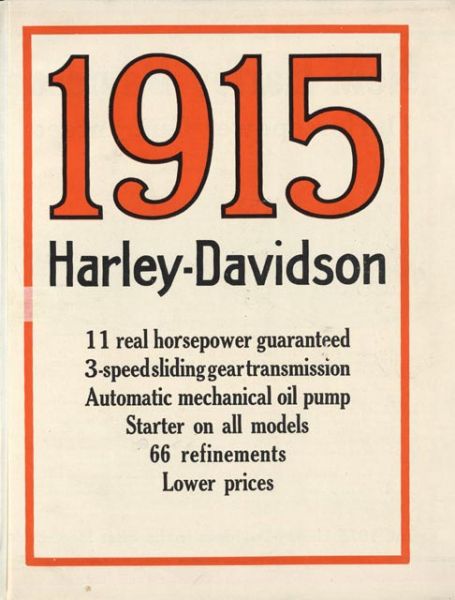 1915
Harley-Davidson
11 real horsepower guaranteed
3-speed sliding gear transmission
Automatic mechanical oil pump
Starter on all models
66 refinements
Lower prices